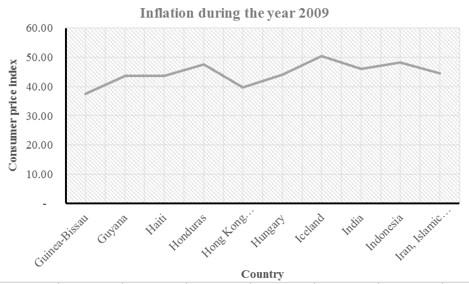 Inflation during the year 2009
Consumer price index
60.00
50.00
40.00
30.00
20.00
10.00
-
Guinea-Bissau
Guyana
Haiti
Honduras
Hong Kong...
Hungary
Iceland
India
Indonesia
Iran, Islamic...
Country